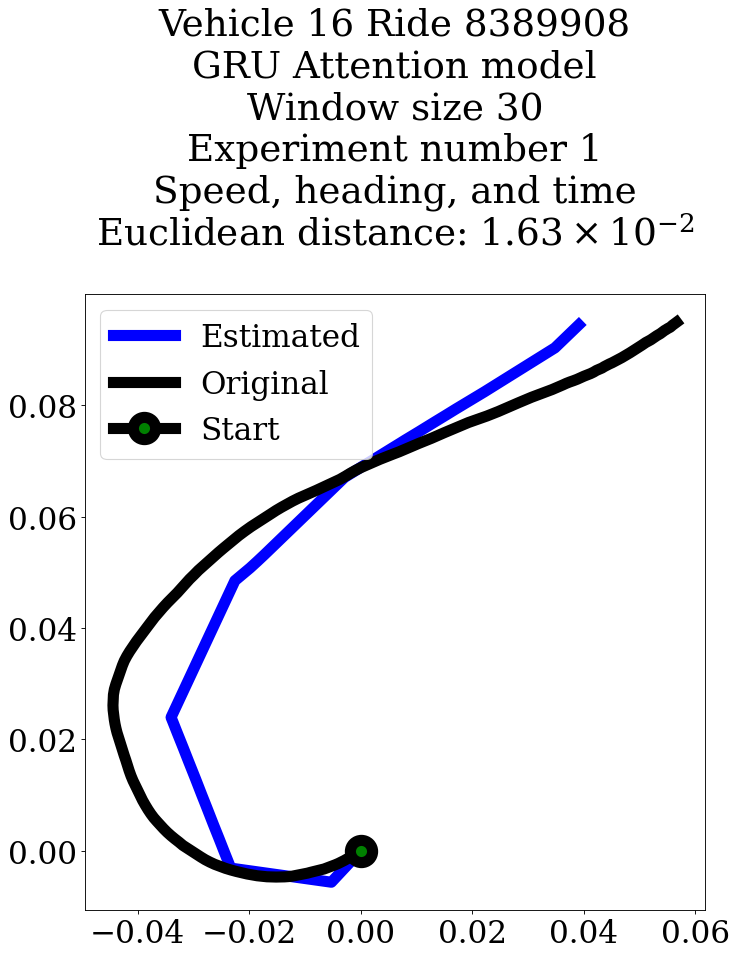 Vehicle 16 Ride 8389908
GRU Attention model
Window size 30
Experiment number 1
Speed, heading, and time
Euclidean distance: 1.63 × 10⁻²
Estimated
Original
Start
0.08
0.06
0.04
0.02
0.00
−0.04 −0.02 0.00 0.02 0.04 0.06